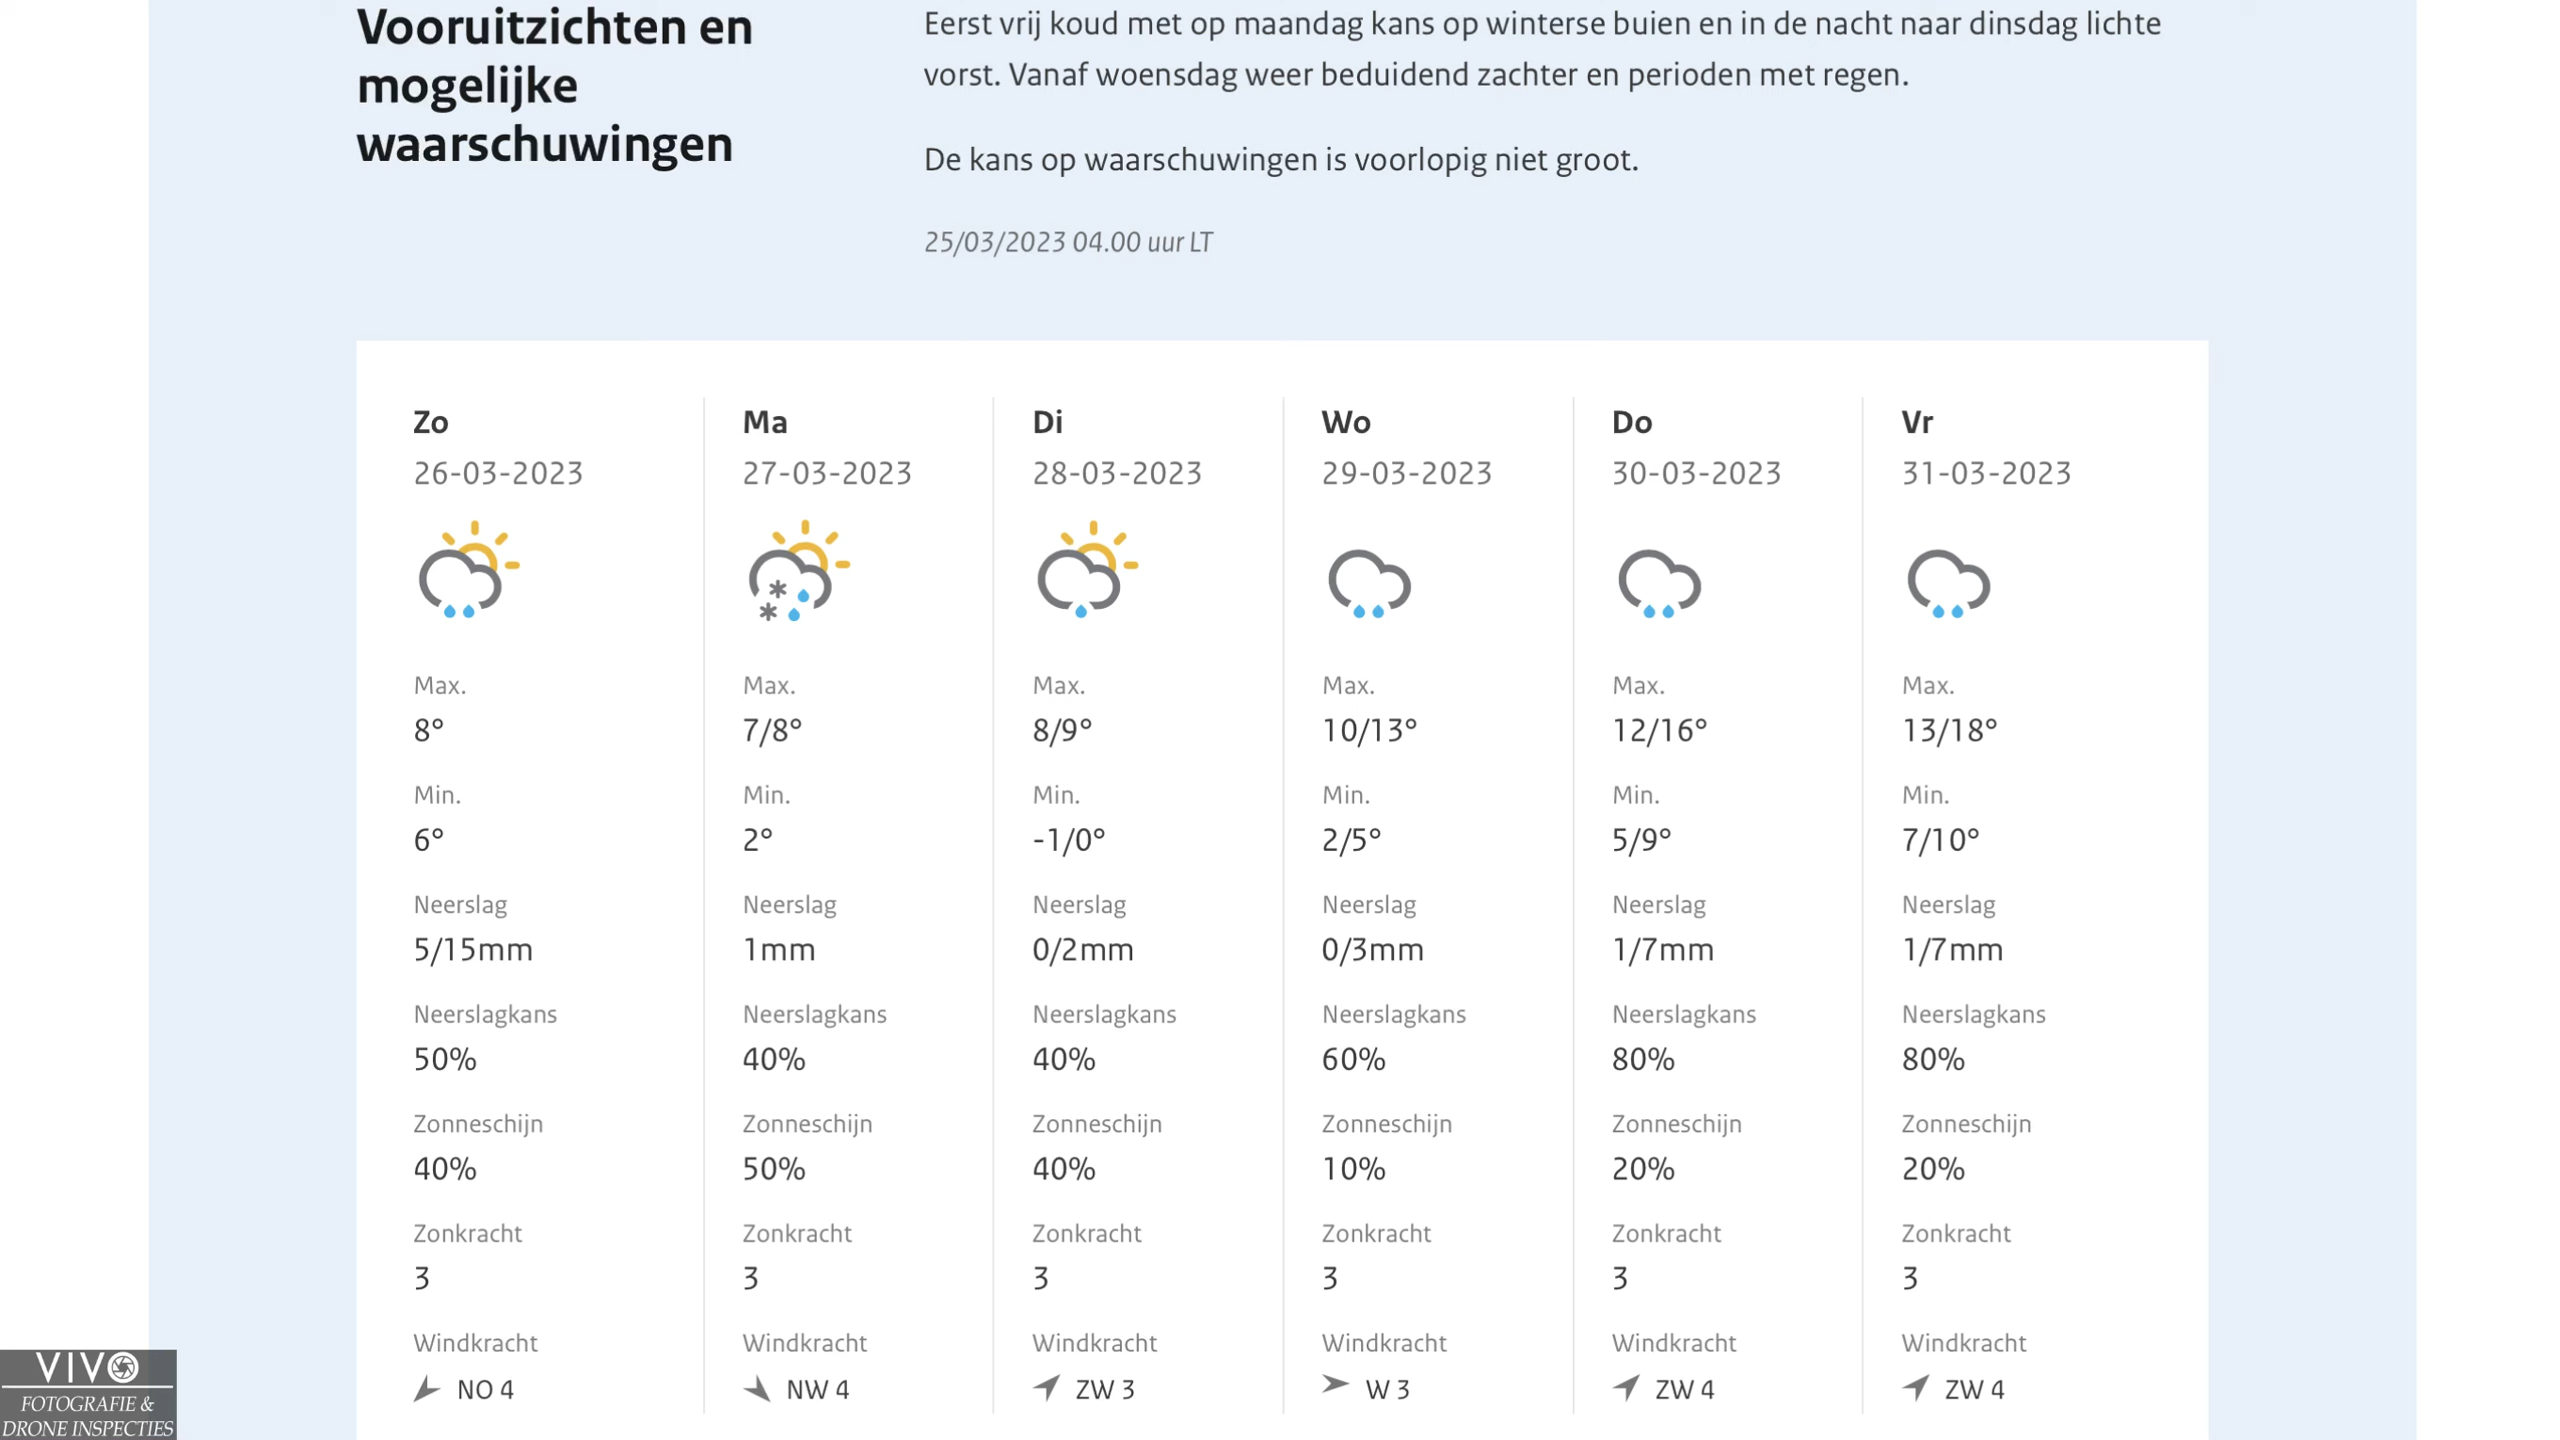 Vooruitzichten en
mogelijke
waarschuwingen
Eerst vrij koud met op maandag kans op winterse buien en in de nacht naar dinsdag lichte
vorst. Vanaf woensdag weer beduidend zachter en perioden met regen.
De kans op waarschuwingen is voorlopig niet groot.
25/03/2023 04.00 uur LT
Zo
26-03-2023
Max.
8°
Min.
6°
Neerslag
5/15mm
Neerslagkans
50%
Zonneschijn
40%
Zonkracht
3
Windkracht
NO 4
Ma
27-03-2023
Max.
7/8°
Min.
2°
Neerslag
1mm
Neerslagkans
40%
Zonneschijn
50%
Zonkracht
3
Windkracht
NW 4
Di
28-03-2023
Max.
8/9°
Min.
-1/0°
Neerslag
0/2mm
Neerslagkans
40%
Zonneschijn
40%
Zonkracht
3
Windkracht
ZW 3
Wo
29-03-2023
Max.
10/13°
Min.
2/5°
Neerslag
0/3mm
Neerslagkans
60%
Zonneschijn
10%
Zonkracht
3
Windkracht
W 3
Do
30-03-2023
Max.
12/16°
Min.
5/9°
Neerslag
1/7mm
Neerslagkans
80%
Zonneschijn
20%
Zonkracht
3
Windkracht
ZW 4
Vr
31-03-2023
Max.
13/18°
Min.
7/10°
Neerslag
1/7mm
Neerslagkans
80%
Zonneschijn
20%
Zonkracht
3
Windkracht
ZW 4
VIVO
FOTOGRAFIE &
DRONE INSPECTIES